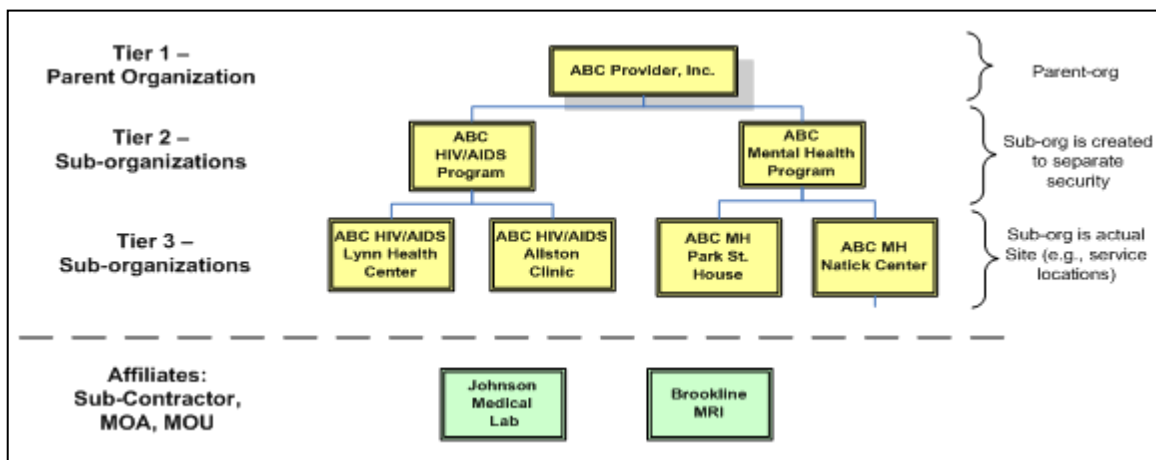 Tier 1 –
Parent Organization
ABC Provider, Inc.
Parent-org
Tier 2 –
Sub-organizations
ABC
HIV/AIDS
Program
ABC
Mental Health
Program
Sub-org is created
to separate
security
Tier 3 –
Sub-organizations
ABC HIV/AIDS
Lynn Health
Center
ABC HIV/AIDS
Allston
Clinic
ABC MH
Park St.
House
ABC MH
Natick Center
Sub-org is actual
Site (e.g., service
locations)
Affiliates:
Sub-Contractor,
MOA, MOU
Johnson
Medical
Lab
Brookline
MRI